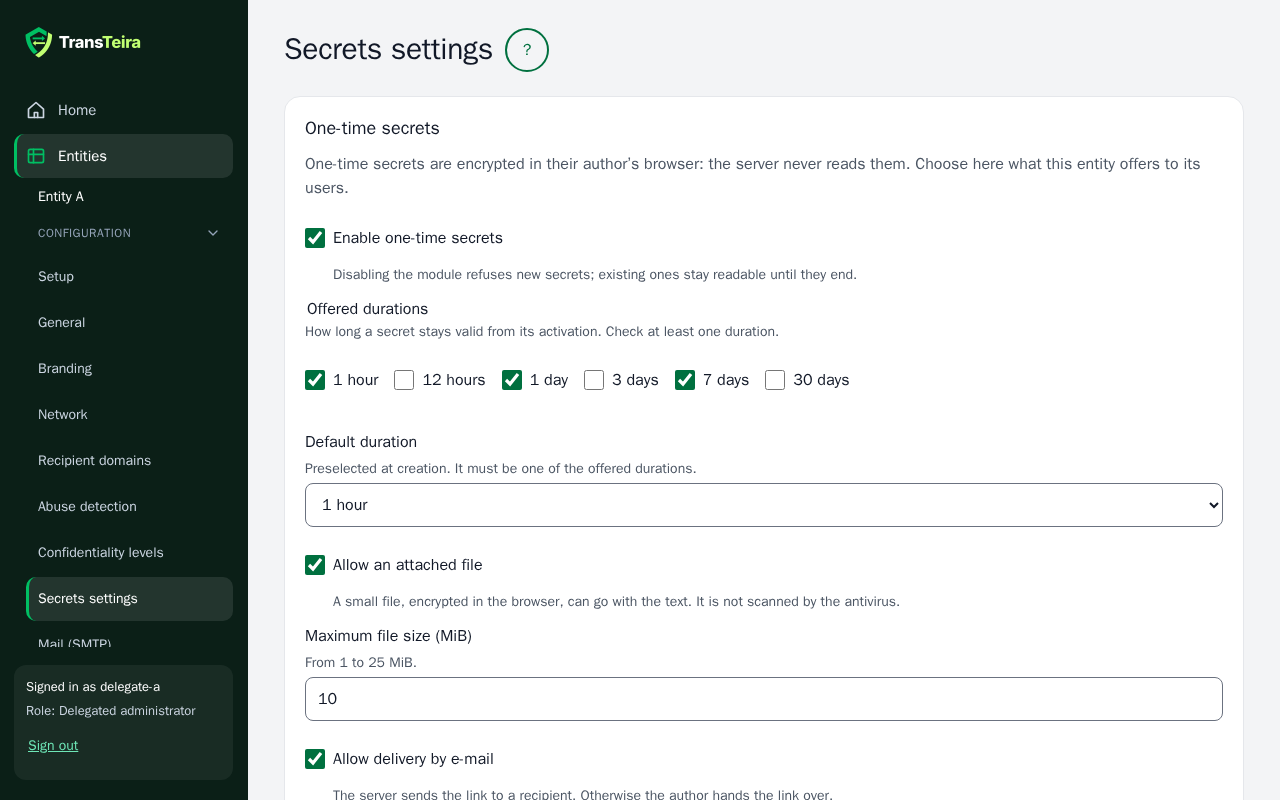 TransTeira
Home
Entities
Entity A
CONFIGURATION
Setup
General
Branding
Network
Recipient domains
Abuse detection
Confidentiality levels
Secrets settings
Mail (SMTP)
Signed in as delegate-a
Role: Delegated administrator
Sign out
Secrets settings ?
One-time secrets
One-time secrets are encrypted in their author's browser: the server never reads them. Choose here what this entity offers to its
users.
Enable one-time secrets
Disabling the module refuses new secrets; existing ones stay readable until they end.
Offered durations
How long a secret stays valid from its activation. Check at least one duration.
1 hour 12 hours 1 day 3 days 7 days 30 days
Default duration
Preselected at creation. It must be one of the offered durations.
1 hour
Allow an attached file
A small file, encrypted in the browser, can go with the text. It is not scanned by the antivirus.
Maximum file size (MiB)
From 1 to 25 MiB.
10
Allow delivery by e-mail
The server sends the link to a recipient. Otherwise the author hands the link over.